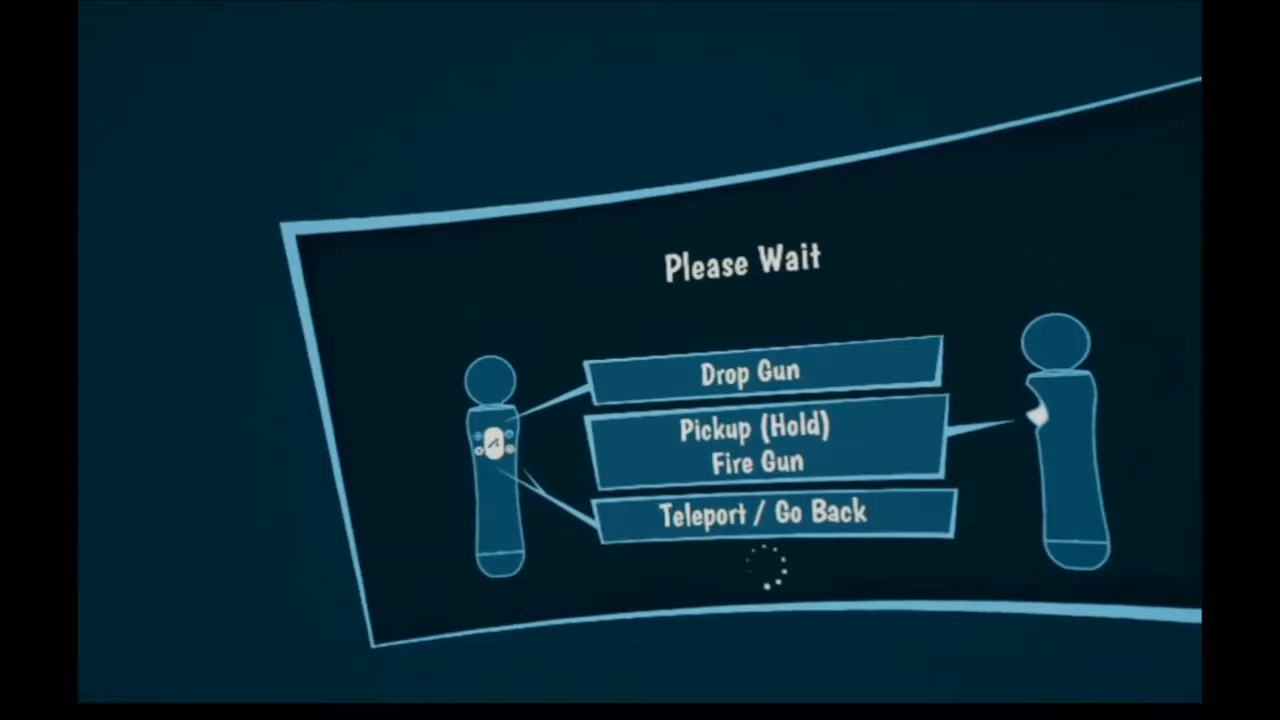 Please Wait
Drop Gun
Pickup (Hold)
Fire Gun
Teleport / Go Back